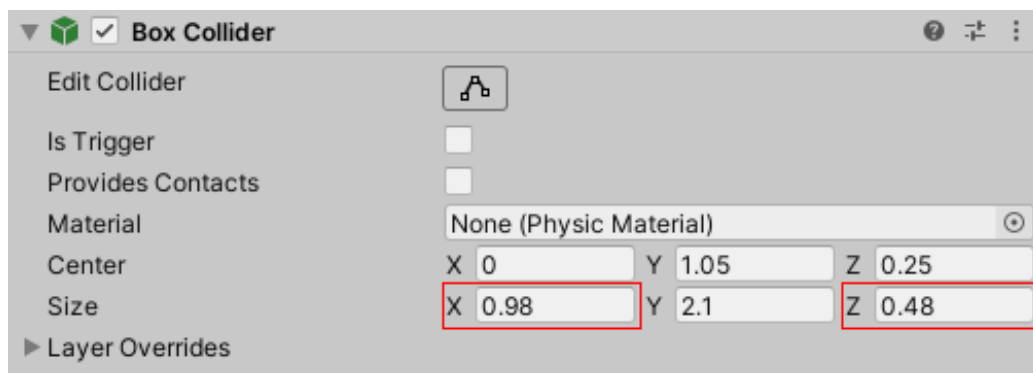 Box Collider
Edit Collider
Is Trigger
Provides Contacts
Material None (Physic Material)
Center X 0 Y 1.05 Z 0.25
Size X 0.98 Y 2.1 Z 0.48
Layer Overrides